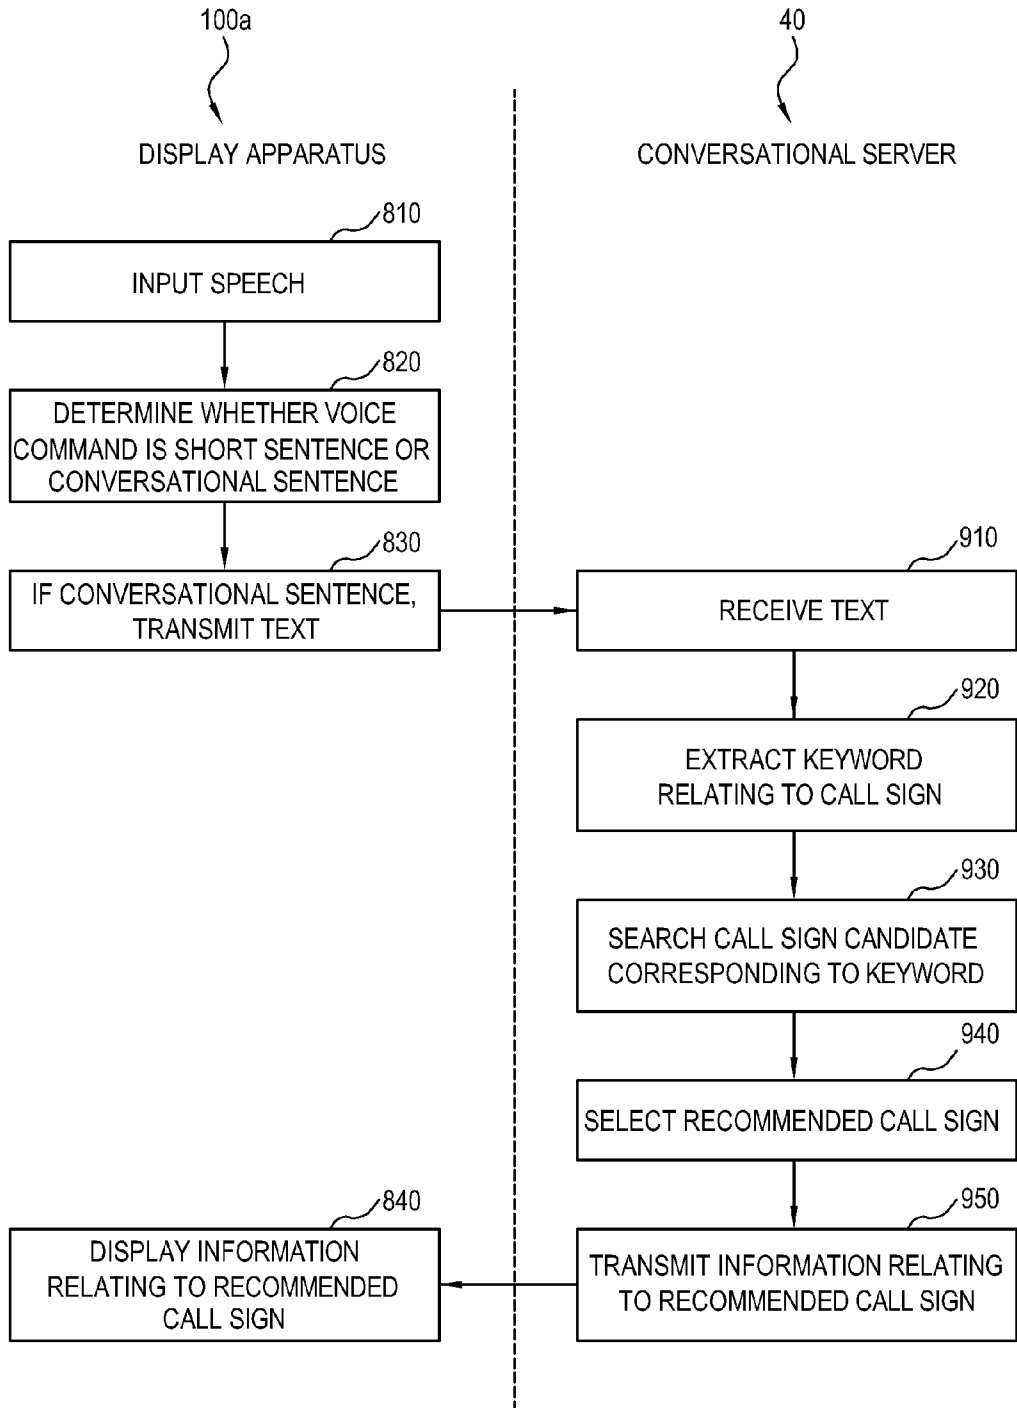 100a
40
DISPLAY APPARATUS
CONVERSATIONAL SERVER
810
INPUT SPEECH
820
DETERMINE WHETHER VOICE
COMMAND IS SHORT SENTENCE OR
CONVERSATIONAL SENTENCE
830
IF CONVERSATIONAL SENTENCE,
TRANSMIT TEXT
910
RECEIVE TEXT
920
EXTRACT KEYWORD
RELATING TO CALL SIGN
930
SEARCH CALL SIGN CANDIDATE
CORRESPONDING TO KEYWORD
940
SELECT RECOMMENDED CALL SIGN
950
TRANSMIT INFORMATION RELATING
TO RECOMMENDED CALL SIGN
840
DISPLAY INFORMATION
RELATING TO RECOMMENDED
CALL SIGN